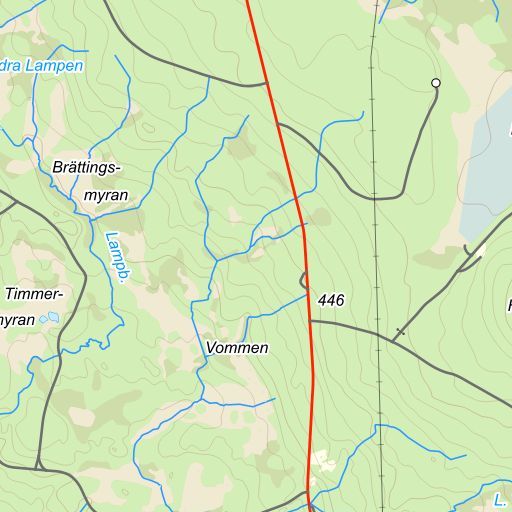 dra Lampen
Brättings-
myran
Lampb.
Timmer-
myran
446
Vommen
L.